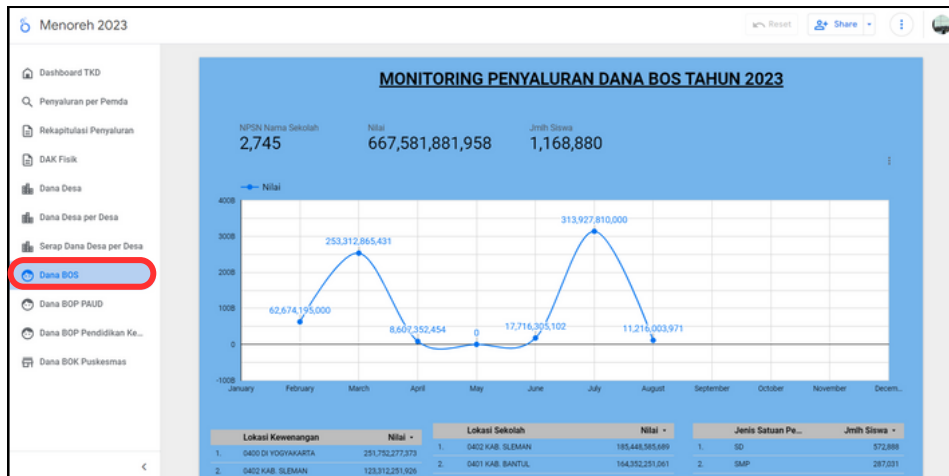 Menoreh 2023
Reset
Share
Dashboard TKD
Penyaluran per Pemda
Rekapitulasi Penyaluran
DAK Fisik
Dana Desa
Dana Desa per Desa
Serap Dana Desa per Desa
Dana BOS
Dana BOP PAUD
Dana BOP Pendidikan Ke...
Dana BOK Puskesmas
MONITORING PENYALURAN DANA BOS TAHUN 2023
NPSN Nama Sekolah Nilai Jmlh Siswa
2,745 667,581,881,958 1,168,880
Nilai
400B
300B
200B
100B
0
-100B
62,674,195,000
253,312,865,431
8,607,352,454
0
17,716,305,102
313,927,810,000
11,216,003,971
January February March April May June July August September October November Decem...
Lokasi Kewenangan Nilai
1. 0400 DI YOGYAKARTA 251,752,277,373
2. 0402 KAB. SLEMAN 123,312,251,926
Lokasi Sekolah Nilai
1. 0402 KAB. SLEMAN 185,448,585,689
2. 0401 KAB. BANTUL 164,352,251,061
Jenis Satuan Pe... Jmlh Siswa
1. SD 572,888
2. SMP 287,031